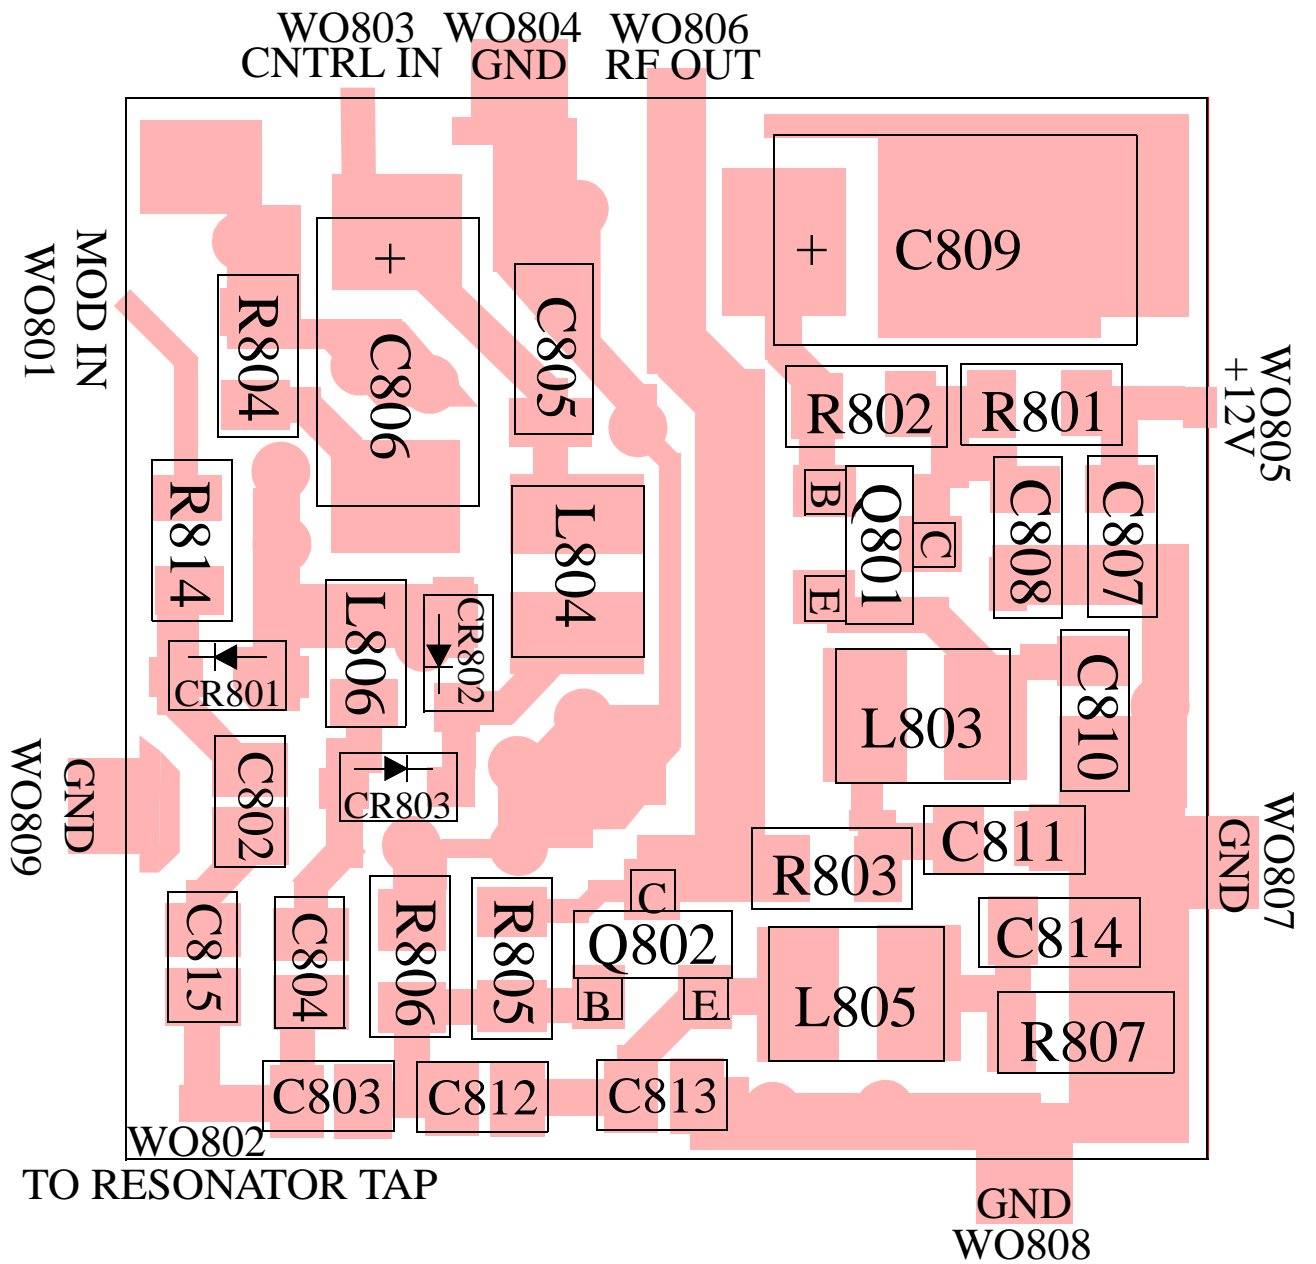 WO803
CNTRL IN
WO804
GND
WO806
RF OUT
MOD IN
WO801
+
C809
+
R804
C806
C805
WO805
+12V
R802
R801
R814
L804
B
Q801
C
E
C808
C807
L806
CR802
CR801
L803
C810
WO809
GND
C802
CR803
C811
R803
WO807
GND
C815
C804
R806
R805
C
Q802
B
E
L805
C814
R807
C803
C812
C813
WO802
TO RESONATOR TAP
GND
WO808